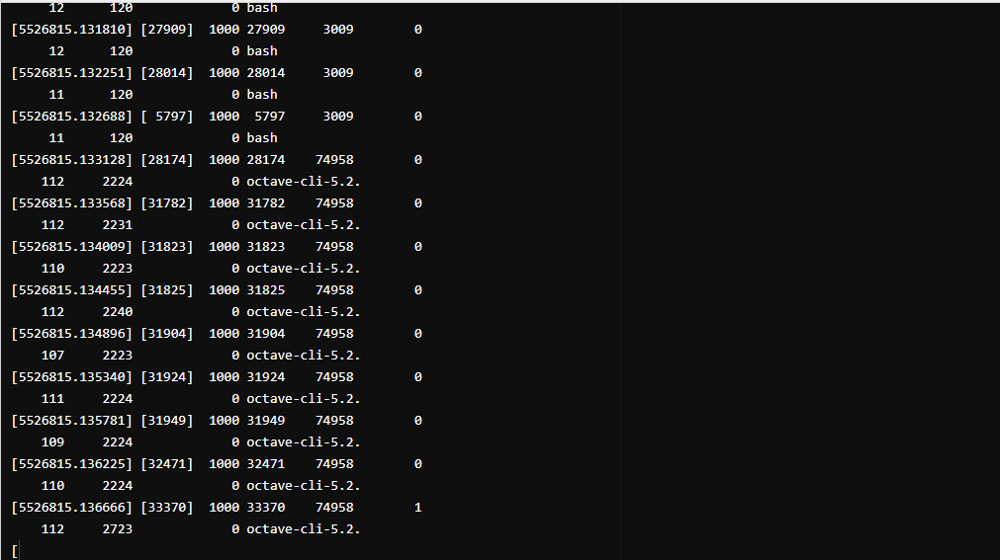 12 120 0 bash
[5526815.131810] [27909] 1000 27909 3009 0
12 120 0 bash
[5526815.132251] [28014] 1000 28014 3009 0
11 120 0 bash
[5526815.132688] [ 5797] 1000 5797 3009 0
11 120 0 bash
[5526815.133128] [28174] 1000 28174 74958 0
112 2224 0 octave-cli-5.2.
[5526815.133568] [31782] 1000 31782 74958 0
112 2231 0 octave-cli-5.2.
[5526815.134009] [31823] 1000 31823 74958 0
110 2223 0 octave-cli-5.2.
[5526815.134455] [31825] 1000 31825 74958 0
112 2240 0 octave-cli-5.2.
[5526815.134896] [31904] 1000 31904 74958 0
107 2223 0 octave-cli-5.2.
[5526815.135340] [31924] 1000 31924 74958 0
111 2224 0 octave-cli-5.2.
[5526815.135781] [31949] 1000 31949 74958 0
109 2224 0 octave-cli-5.2.
[5526815.136225] [32471] 1000 32471 74958 0
110 2224 0 octave-cli-5.2.
[5526815.136666] [33370] 1000 33370 74958 1
112 2723 0 octave-cli-5.2.
[